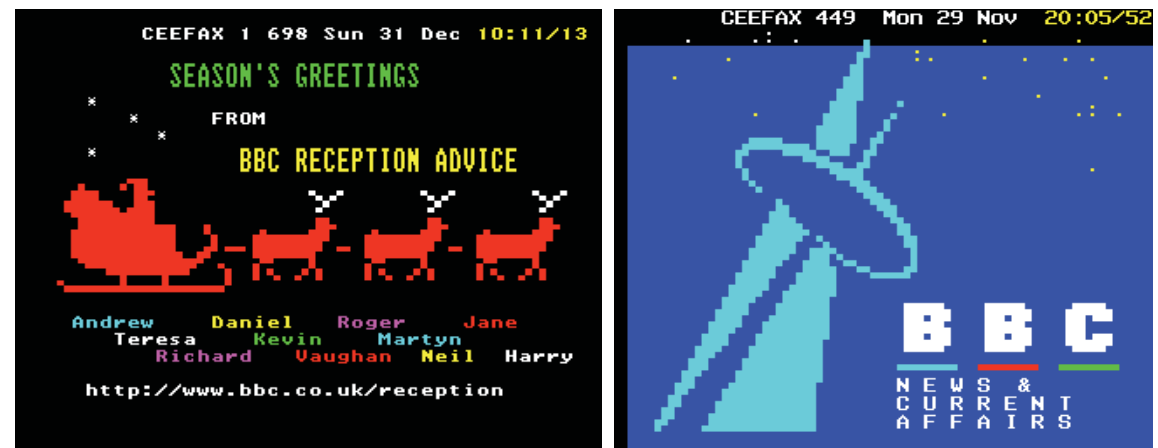 CEEFAX 1 698 Sun 31 Dec 10:11/13
SEASON'S GREETINGS
FROM
BBC RECEPTION ADVICE
Andrew Daniel Roger Jane
Teresa Kevin Martyn
Richard Vaughan Neil Harry
http://www.bbc.co.uk/reception
CEEFAX 449 Mon 29 Nov 20:05/52
BBC
NEWS &
CURRENT
AFFAIRS